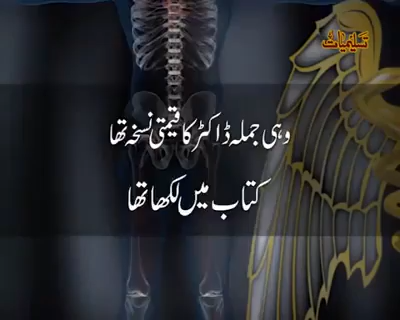 وہی جملہ ڈاکٹر کا قیمتی نسخہ تھا
کتاب میں لکھا تھا